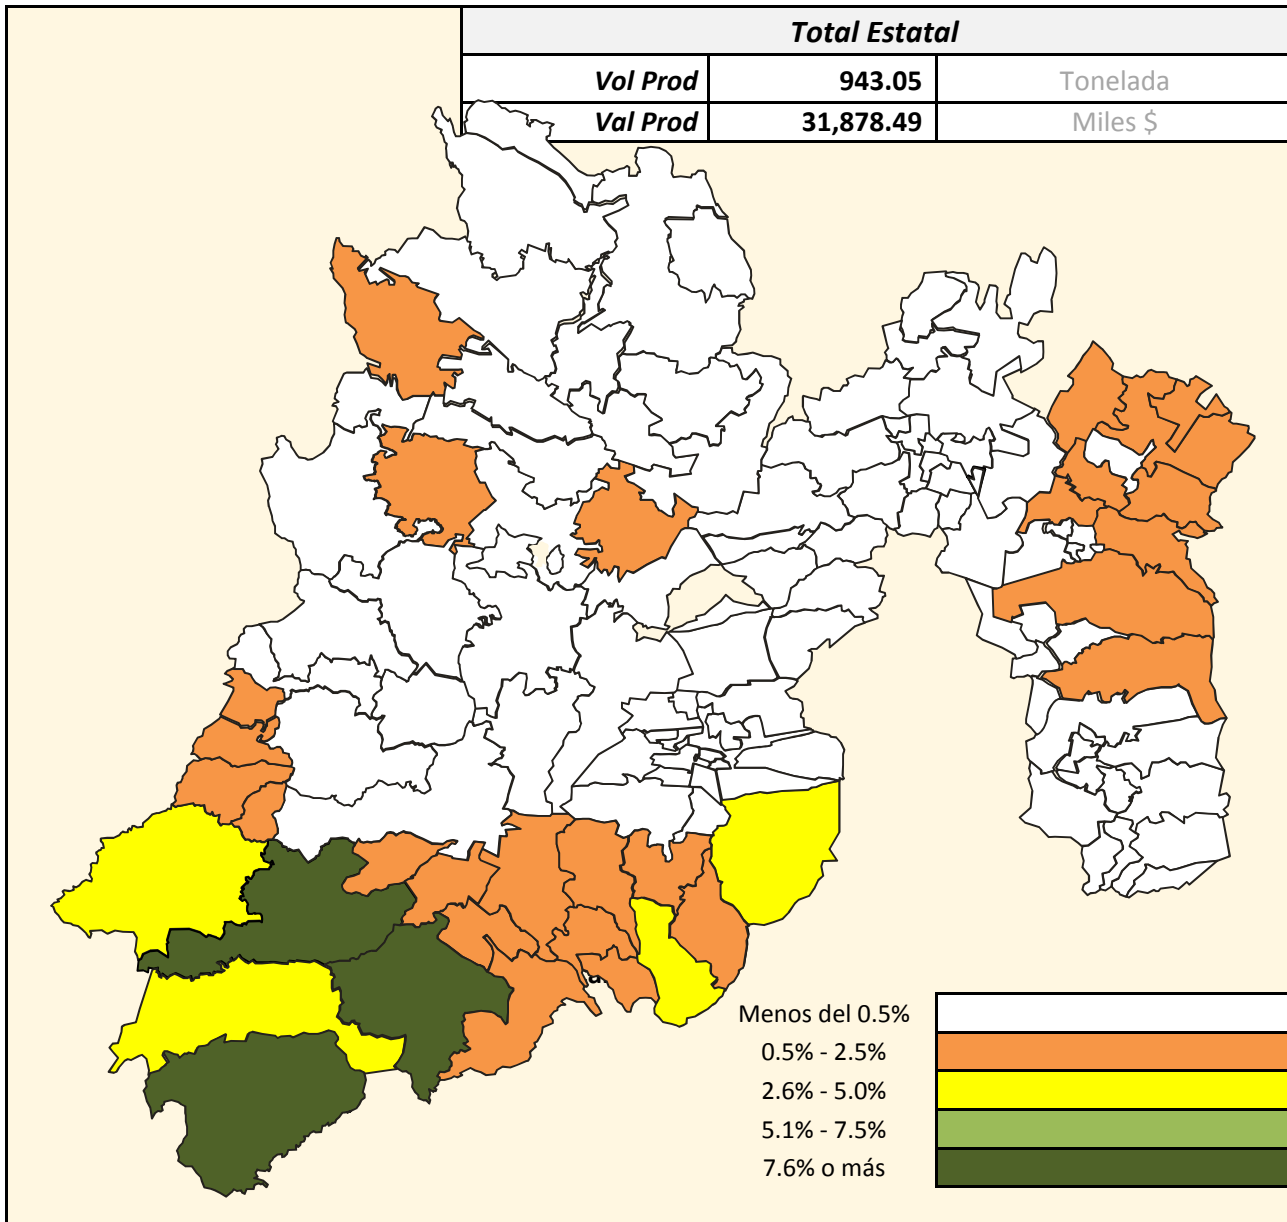 Total Estatal
Vol Prod 943.05 Tonelada
Val Prod 31,878.49 Miles $
Menos del 0.5%
0.5% - 2.5%
2.6% - 5.0%
5.1% - 7.5%
7.6% o más